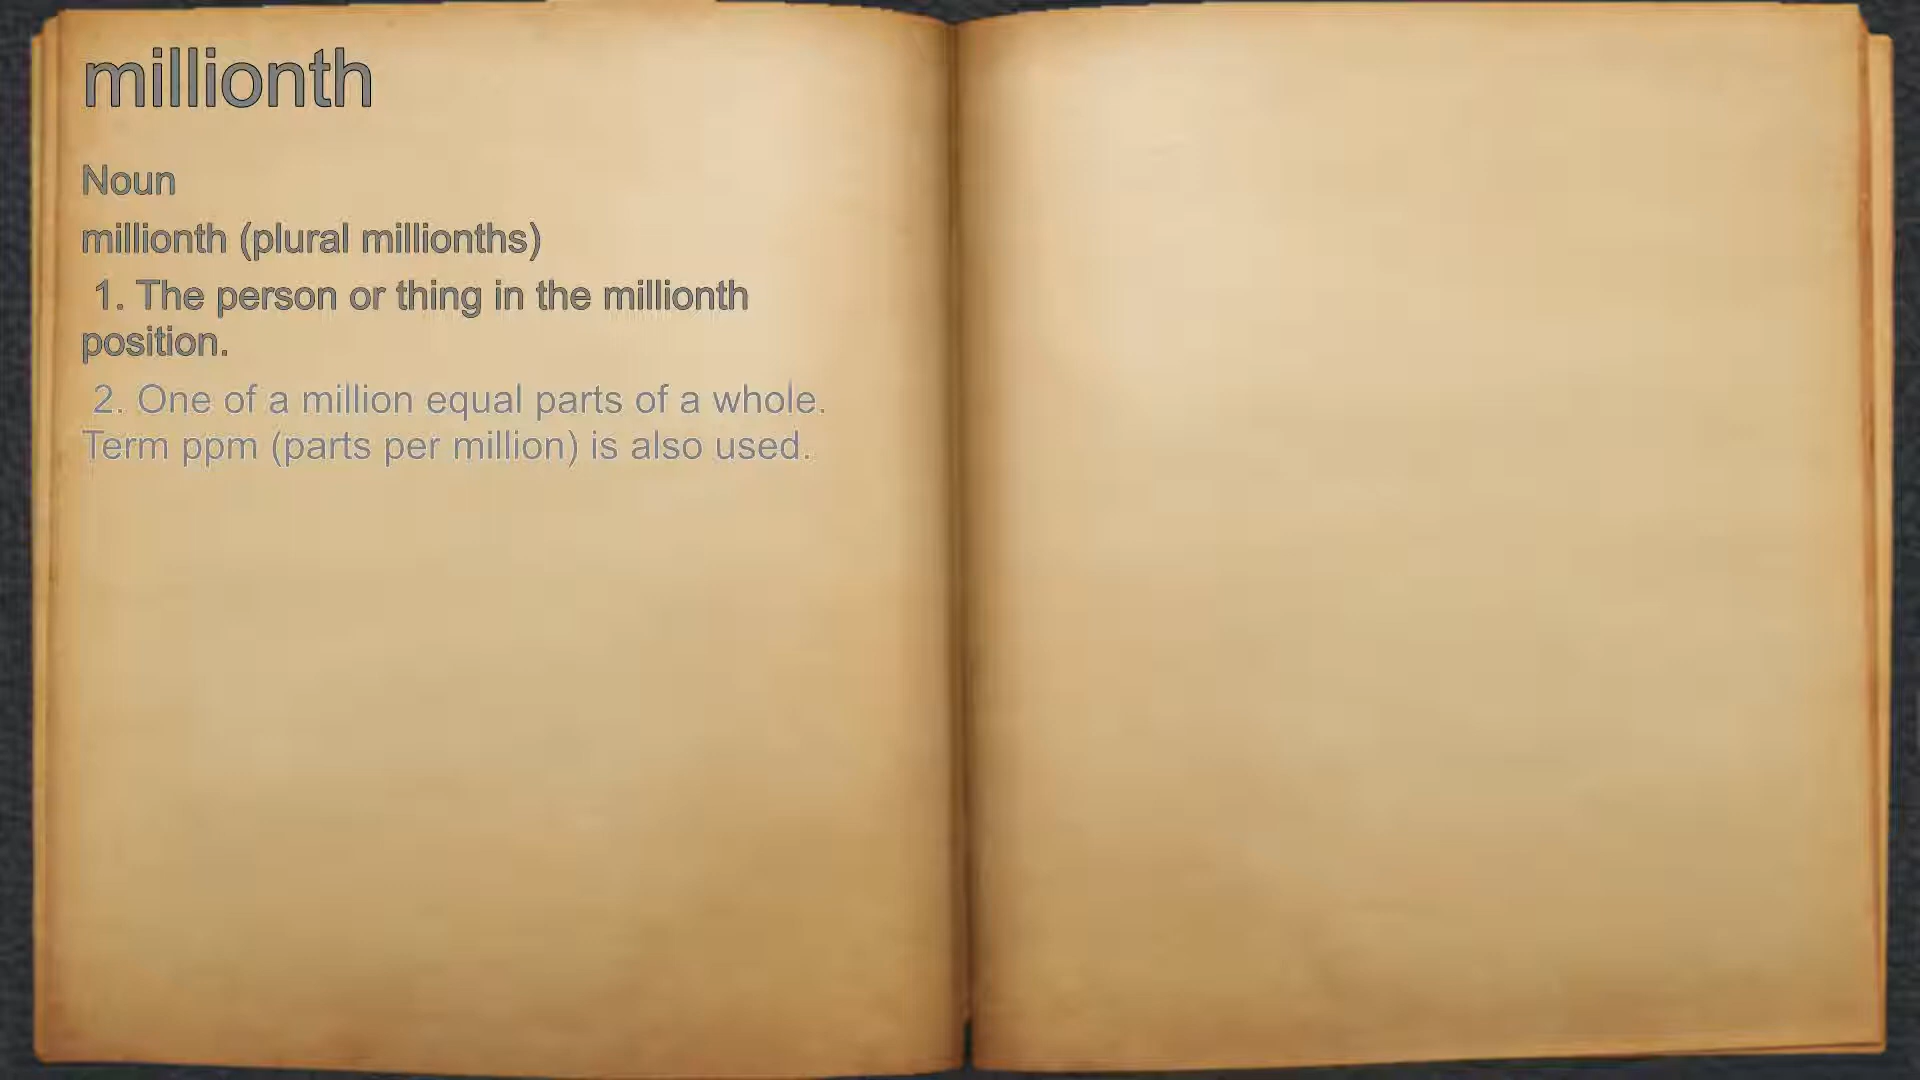 millionth
Noun
millionth (plural millionths)
1. The person or thing in the millionth
position.
2. One of a million equal parts of a whole.
Term ppm (parts per million) is also used.